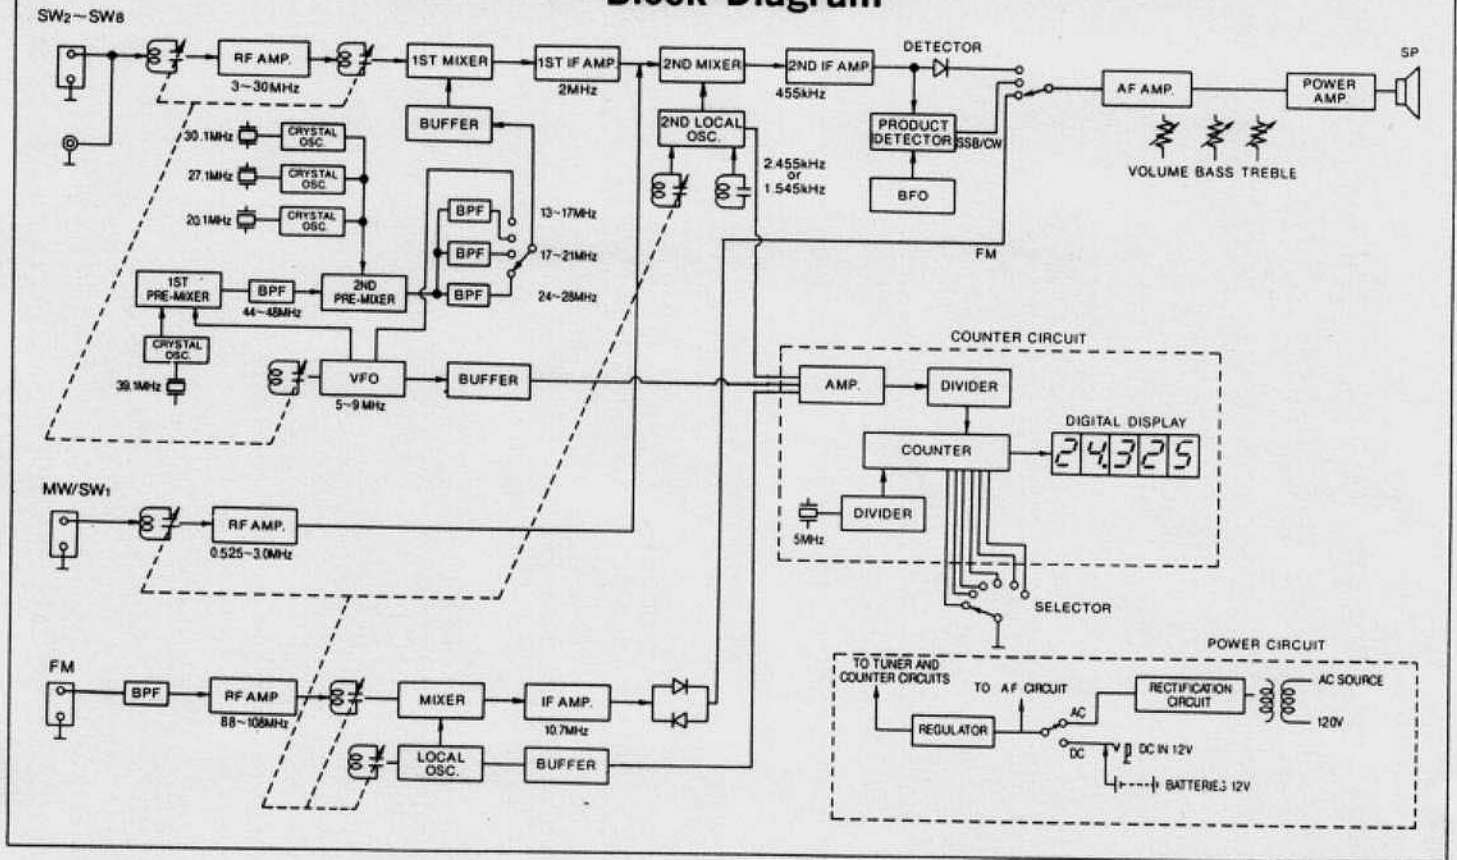 Block Diagram
SW2~SW8
RF AMP.
3~30MHz
1ST MIXER
1ST IF AMP.
2MHz
2ND MIXER
2ND IF AMP.
455kHz
DETECTOR
AF AMP.
POWER
AMP.
SP
BUFFER
2ND LOCAL
OSC.
PRODUCT
DETECTOR
SSB/CW
BFO
VOLUME BASS TREBLE
30.1MHz
CRYSTAL
OSC.
27.1MHz
CRYSTAL
OSC.
20.1MHz
CRYSTAL
OSC.
2.455kHz
or
1.545kHz
BPF
13~17MHz
BPF
17~21MHz
BPF
24~28MHz
FM
1ST
PRE-MIXER
BPF
44~48MHz
2ND
PRE-MIXER
CRYSTAL
OSC.
39.1MHz
VFO
5~9MHz
BUFFER
COUNTER CIRCUIT
AMP.
DIVIDER
DIGITAL DISPLAY
COUNTER
24.325
DIVIDER
5MHz
SELECTOR
MW/SW1
RF AMP.
0.525~3.0MHz
FM
BPF
RF AMP
88~108MHz
MIXER
IF AMP.
10.7MHz
LOCAL
OSC.
BUFFER
POWER CIRCUIT
TO TUNER AND
COUNTER CIRCUITS
TO AF CIRCUIT
AC
RECTIFICATION
CIRCUIT
AC SOURCE
120V
REGULATOR
DC
DC IN 12V
BATTERIES 12V